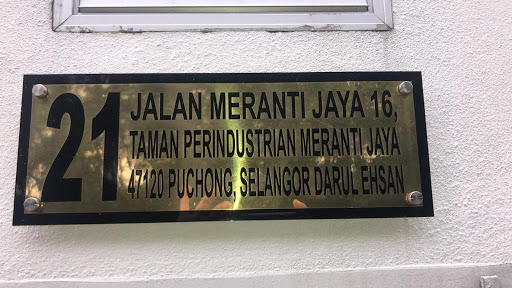 21 JALAN MERANTI JAYA 16,
TAMAN PERINDUSTRIAN MERANTI JAYA
47120 PUCHONG, SELANGOR DARUL EHSAN